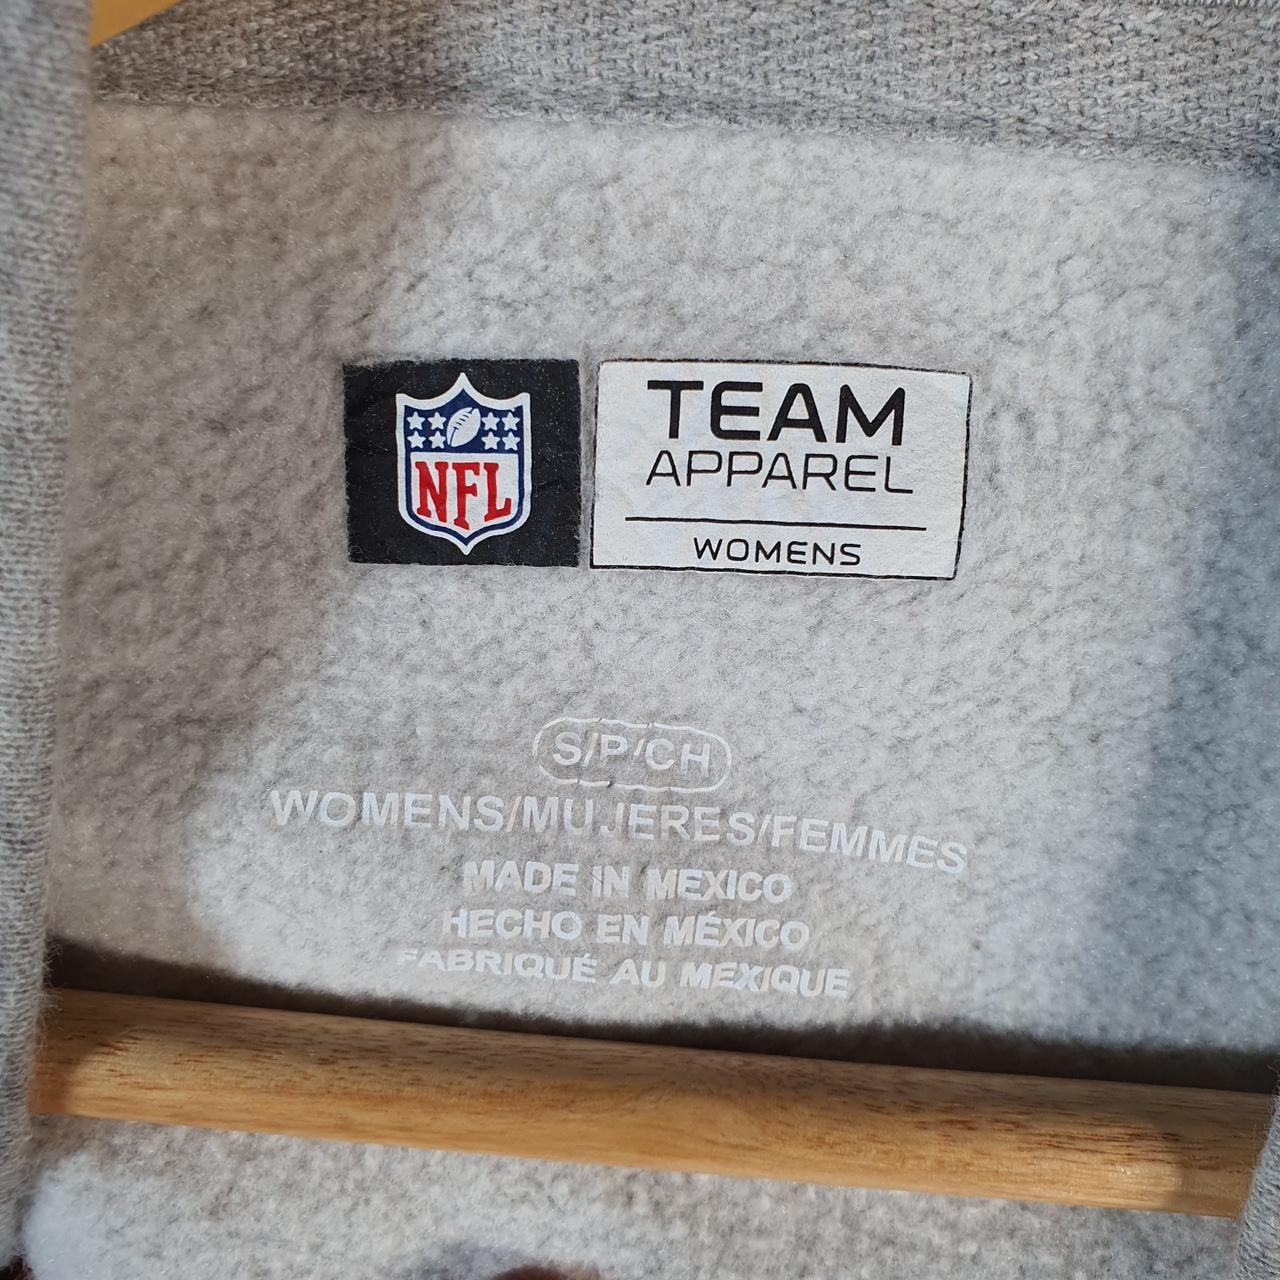 NFL
TEAM
APPAREL
WOMENS
S/P/CH
WOMENS/MUJERES/FEMMES
MADE IN MEXICO
HECHO EN MÉXICO
FABRIQUÉ AU MEXIQUE